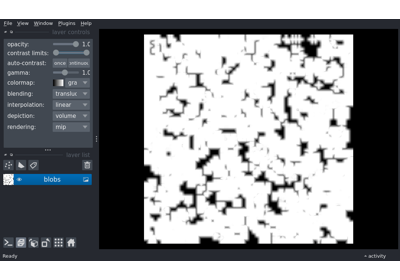 File View Window Plugins Help
layer controls
opacity: 1.0
contrast limits:
auto-contrast: once
gamma: 1.0
colormap: gra
blending: translu
interpolation: linear
depiction: volume
rendering: mip
layer list
blobs
Ready
activity